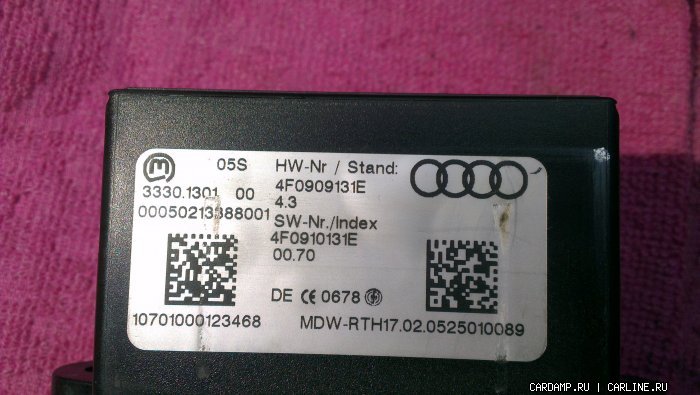 05S
3330.1301 00
00050213388001
HW-Nr / Stand:
4F0909131E
4.3
SW-Nr./Index
4F0910131E
00.70
DE CE 0678
10701000123468
MDW-RTH17.02.0525010089
CARDAMP.RU | CARLINE.RU